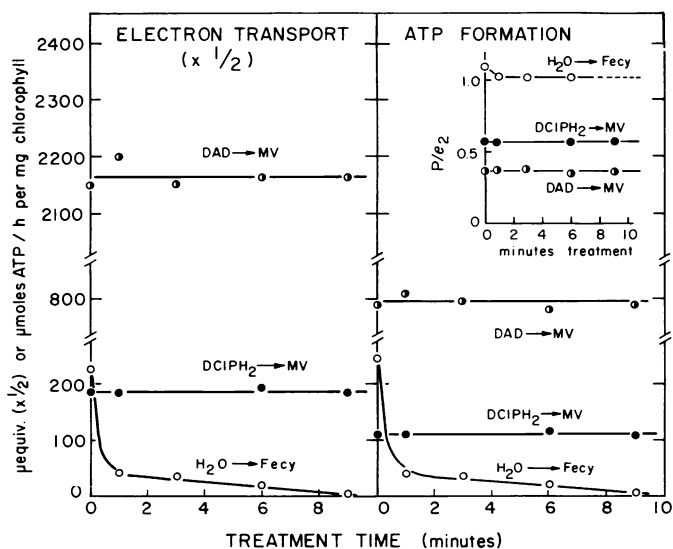 ELECTRON TRANSPORT
(x 1/2)
ATP FORMATION
μequiv. (x 1/2) or μmoles ATP / h per mg chlorophyll
2400
2300
2200
2100
800
200
100
0
DAD→MV
DCIPH₂→MV
H₂O→Fecy
0 2 4 6 8
H₂O→Fecy
1.0
DCIPH₂→MV
0.5
P/e₂
DAD→MV
0
0 2 4 6 8 10
minutes treatment
DAD→MV
DCIPH₂→MV
H₂O→Fecy
0 2 4 6 8 10
TREATMENT TIME (minutes)